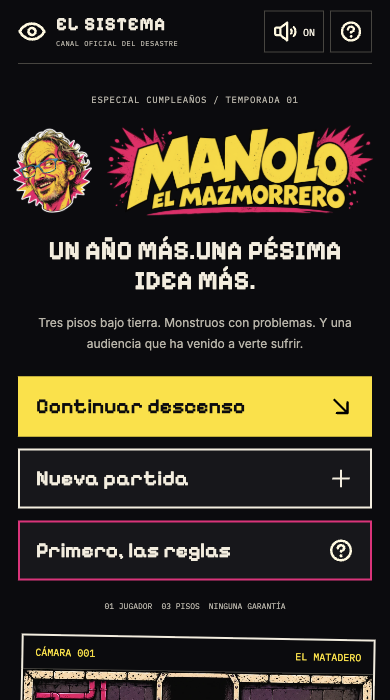 EL SISTEMA
CANAL OFICIAL DEL DESASTRE
ON
ESPECIAL CUMPLEAÑOS / TEMPORADA 01
MANOLO
EL MAZMORRERO
UN AÑO MÁS.UNA PÉSIMA
IDEA MÁS.
Tres pisos bajo tierra. Monstruos con problemas. Y una
audiencia que ha venido a verte sufrir.
Continuar descenso
Nueva partida
Primero, las reglas
01 JUGADOR 03 PISOS NINGUNA GARANTÍA
CÁMARA 001
EL MATADERO